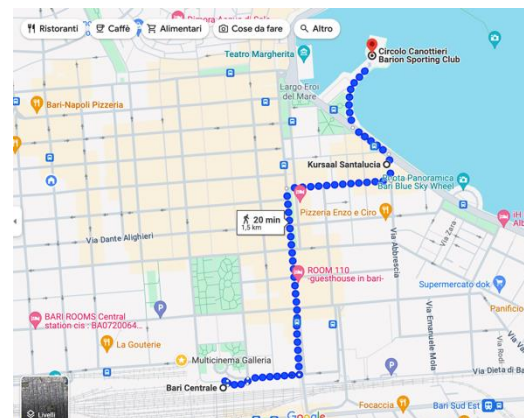 Ristoranti
Caffè
Alimentari
Cose da fare
Altro
Circolo Canottieri
Barion Sporting Club
Teatro Margherita
Largo Eroi
del Mare
Bari-Napoli Pizzeria
Kursaal Santalucia
Ruota Panoramica
Bari Blue Sky Wheel
20 min
1,5 km
Pizzeria Enzo e Ciro
iH
Via Zara
Via Dante Alighieri
Via Abbrescia
ROOM 110
-guesthouse in bari-
Supermercato dok
BARI ROOMS Central
station cis : BA0720064...
P
P
Panificio
Via Emanuele Mola
Via Rodi
La Gouterie
Multicinema Galleria
Via Dieta di Ba
Bari Centrale
Livelli
Google
Focaccia
Bari Sud Est